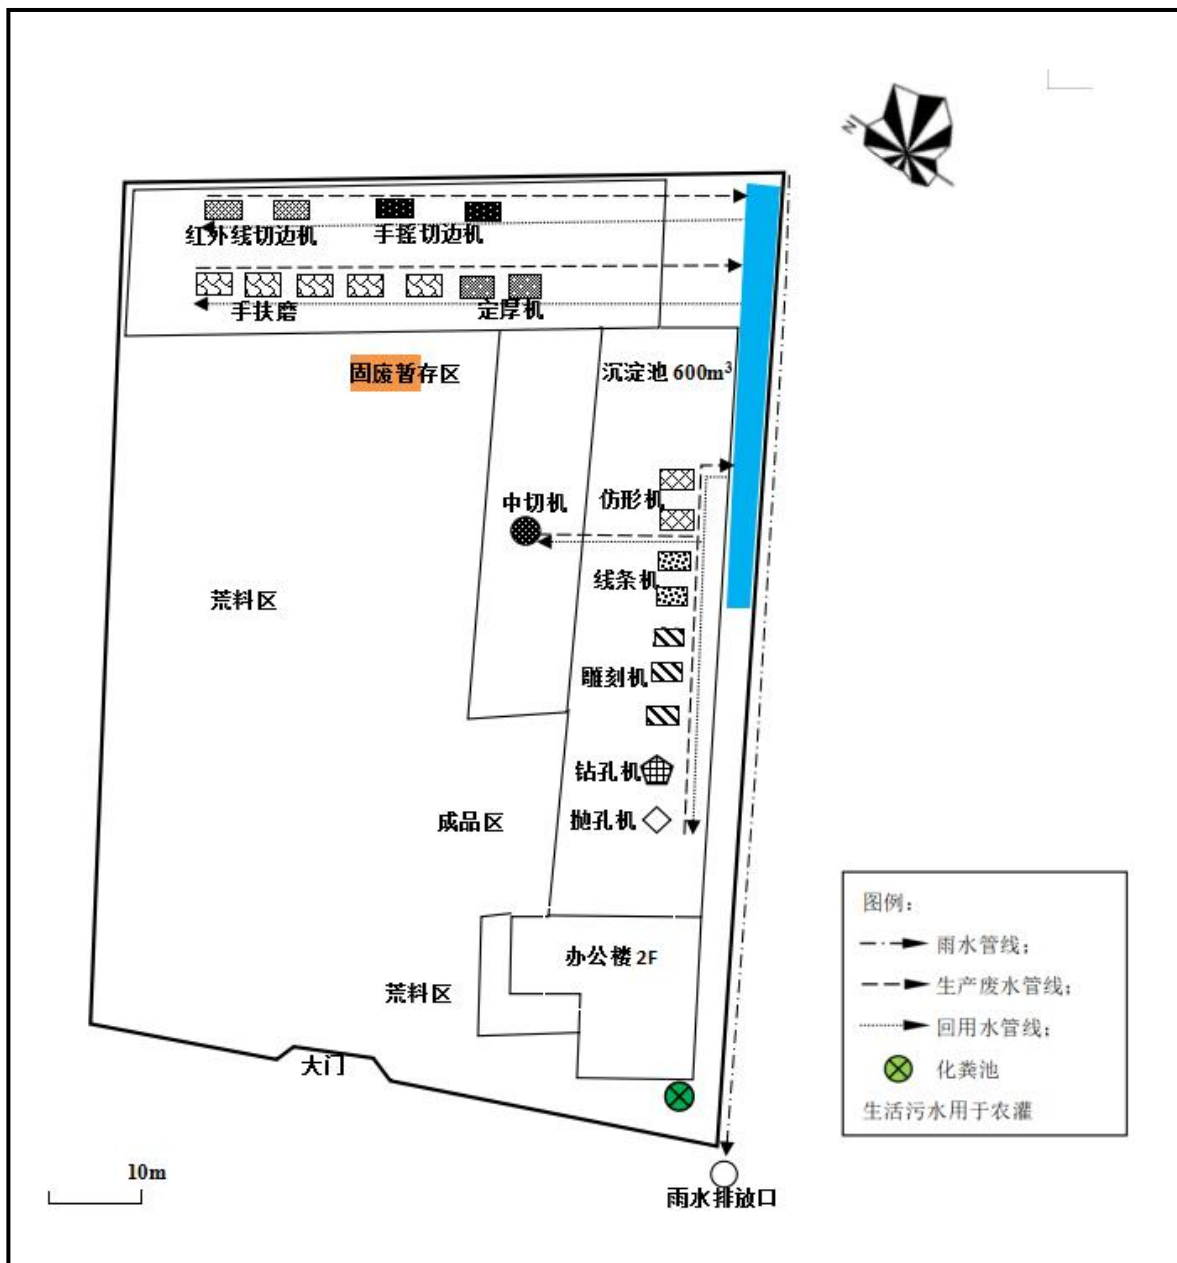 N
红外线切边机
手摇切边机
手扶磨
定厚机
固废暂存区
沉淀池 600m³
中切机
仿形机
线条机
荒料区
雕刻机
钻孔机
成品区
抛孔机
图例：
雨水管线；
办公楼 2F
生产废水管线；
荒料区
回用水管线；
大门
化粪池
生活污水用于农灌
10m
雨水排放口